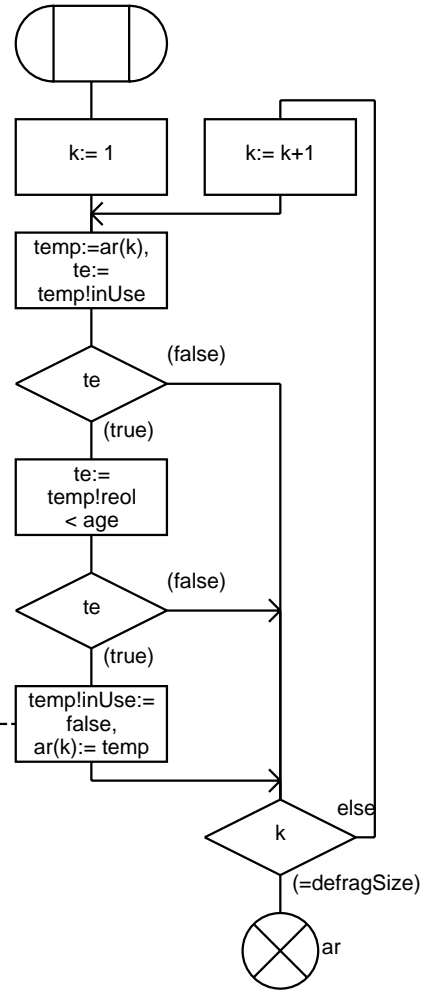 k:= 1
k:= k+1
temp:=ar(k),
te:=
temp!inUse
te
(false)
(true)
te:=
temp!reol
< age
te
(false)
(true)
temp!inUse:=
false,
ar(k):= temp
else
k
(=defragSize)
ar